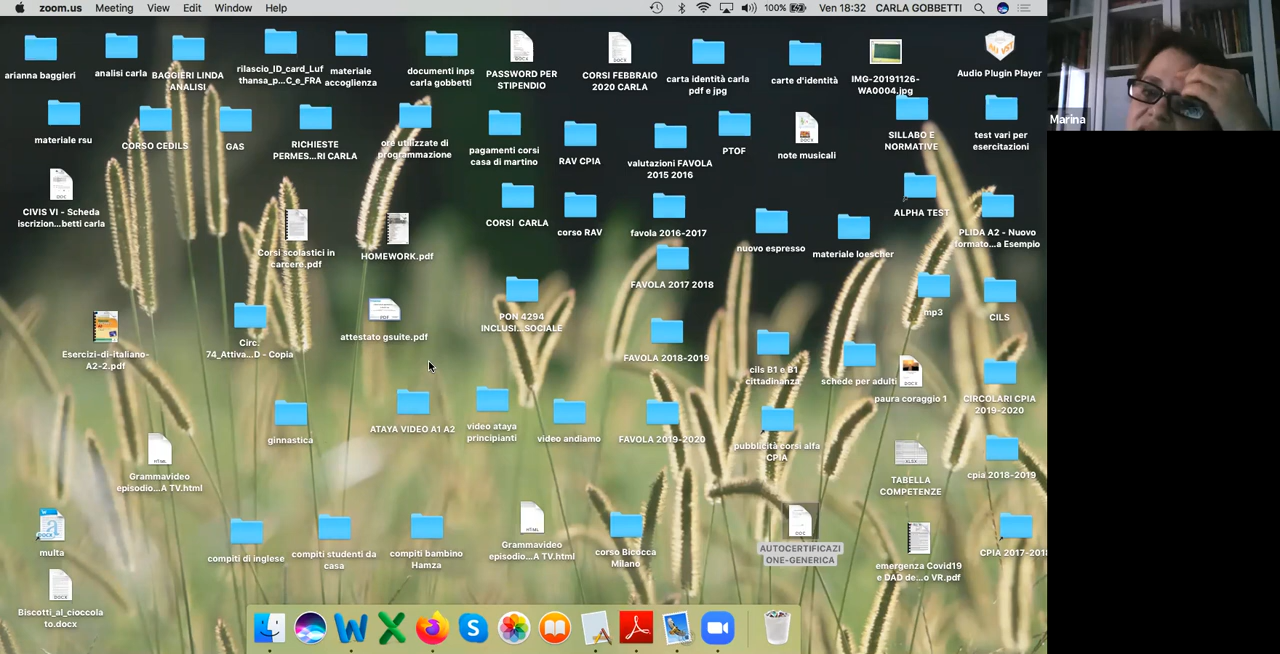 zoom.us Meeting View Edit Window Help
100% Ven 18:32 CARLA GOBBETTI
arianna baggieri
analisi carla
BAGGIERI LINDA
ANALISI
rilascio_ID_card_Luf
thansa_p...C_e_FRA
materiale
accoglienza
documenti inps
carla gobbetti
PASSWORD PER
STIPENDIO
CORSI FEBBRAIO
2020 CARLA
carta identità carla
pdf e jpg
carte d'identità
IMG-20191126-
WA0004.jpg
Audio Plugin Player
Marina
materiale rsu
CORSO CEDILS
GAS
RICHIESTE
PERMES...RI CARLA
ore utilizzate di
programmazione
pagamenti corsi
casa di martino
RAV CPIA
valutazioni FAVOLA
2015 2016
PTOF
note musicali
SILLABO E
NORMATIVE
test vari per
esercitazioni
CIVIS VI - Scheda
iscrizion...betti carla
Corsi scolastici in
carcere.pdf
HOMEWORK.pdf
CORSI CARLA
corso RAV
favola 2016-2017
nuovo espresso
materiale loescher
ALPHA TEST
PLIDA A2 - Nuovo
formato...a Esempio
FAVOLA 2017 2018
Esercizi-di-italiano-
A2-2.pdf
Circ.
74_Attiva...D - Copia
attestato gsuite.pdf
PON 4294
INCLUSI...SOCIALE
FAVOLA 2018-2019
cils B1 e B1
cittadinanza
schede per adulti
mp3
CILS
paura coraggio 1
CIRCOLARI CPIA
2019-2020
ginnastica
ATAYA VIDEO A1 A2
video ataya
principianti
video andiamo
FAVOLA 2019-2020
pubblicità corsi alfa
CPIA
Grammavideo
episodio...A TV.html
TABELLA
COMPETENZE
cpia 2018-2019
multa
compiti di inglese
compiti studenti da
casa
compiti bambino
Hamza
Grammavideo
episodio...A TV.html
corso Bicocca
Milano
AUTOCERTIFICAZI
ONE-GENERICA
emergenza Covid19
e DAD de...o VR.pdf
CPIA 2017-2018
Biscotti_al_cioccola
to.docx